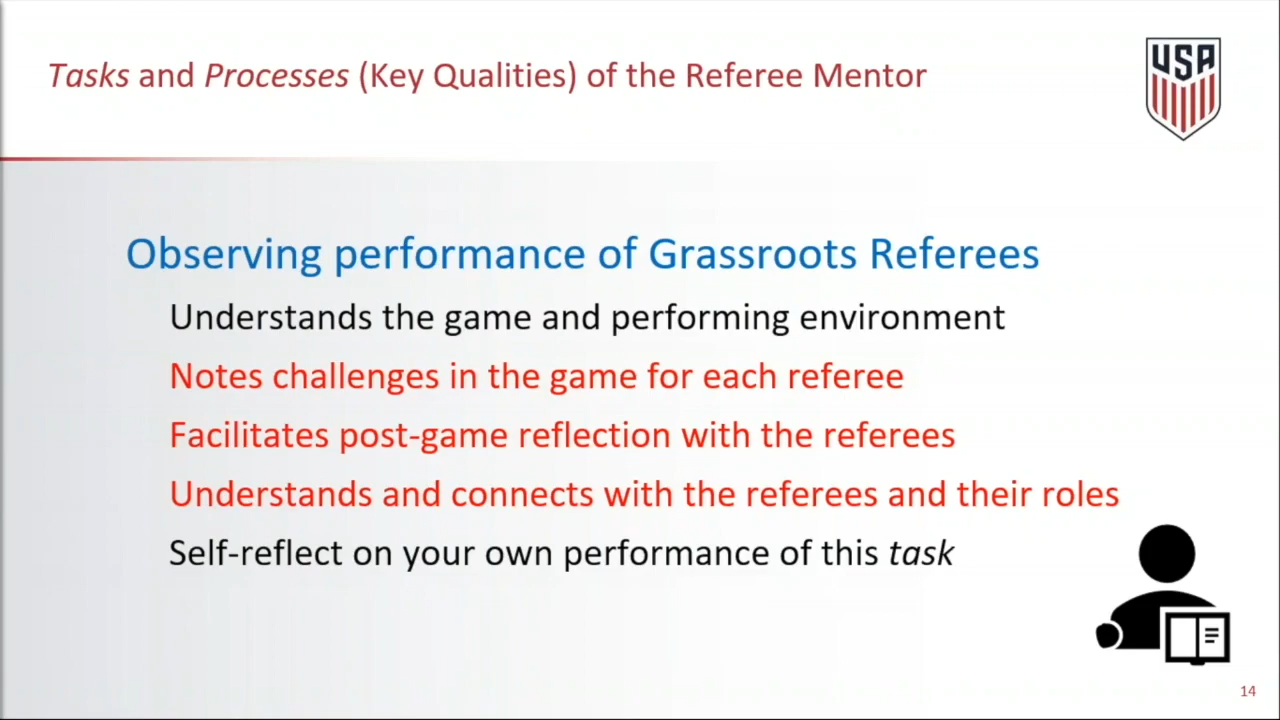 Tasks and Processes (Key Qualities) of the Referee Mentor
USA
Observing performance of Grassroots Referees
Understands the game and performing environment
Notes challenges in the game for each referee
Facilitates post-game reflection with the referees
Understands and connects with the referees and their roles
Self-reflect on your own performance of this task
14